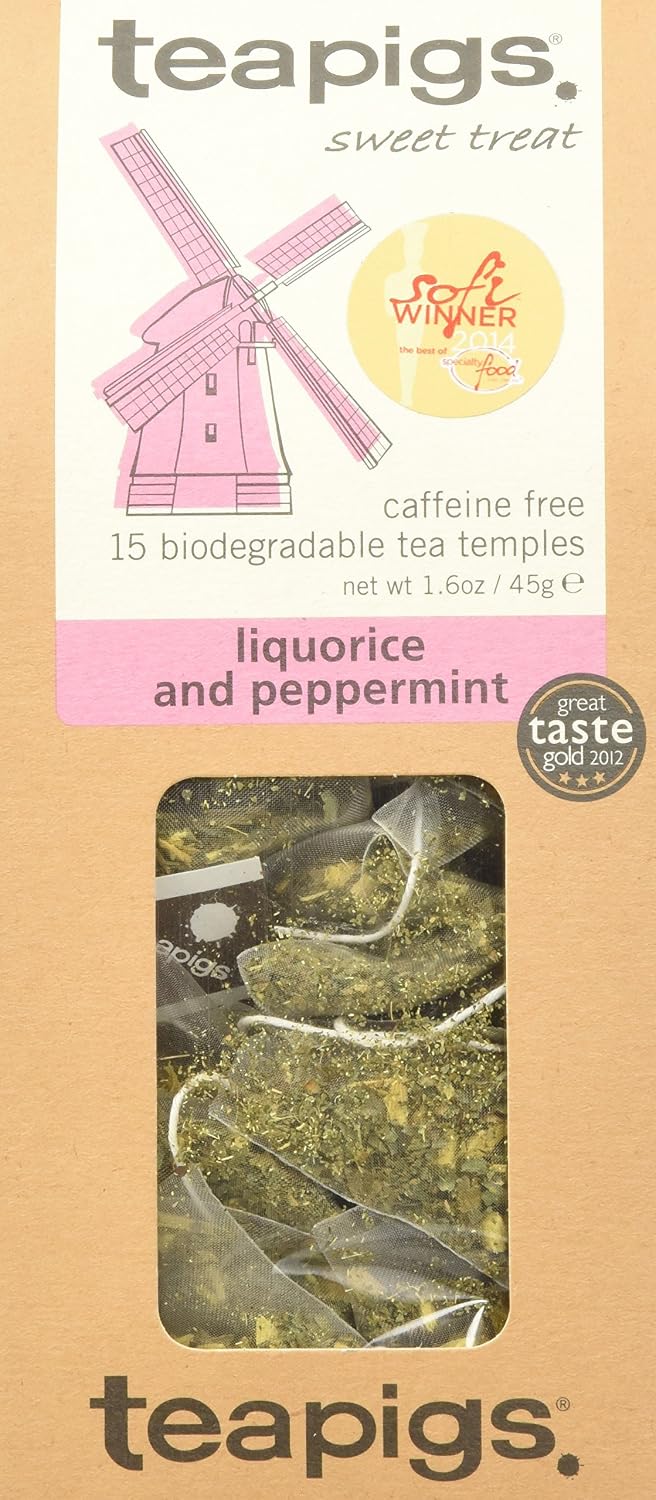 teapigs®
sweet treat
sofi
WINNER
2014
the best of
specialty
food
caffeine free
15 biodegradable tea temples
net wt 1.6oz / 45g ℮
liquorice
and peppermint
great
taste
gold 2012
apigs
teapigs®